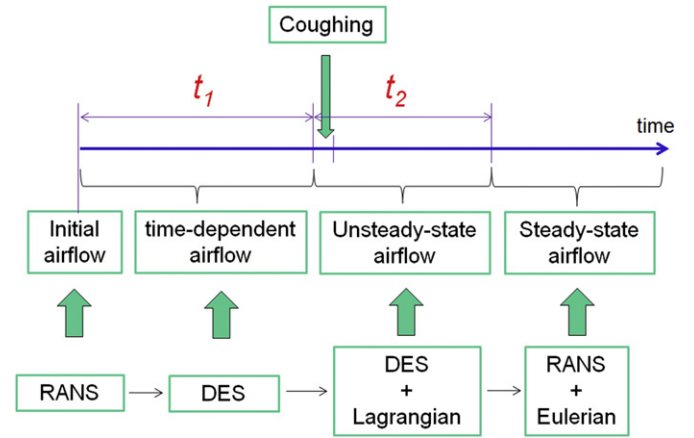 Coughing
t1
t2
time
Initial
airflow
time-dependent
airflow
Unsteady-state
airflow
Steady-state
airflow
RANS
DES
DES
+
Lagrangian
RANS
+
Eulerian